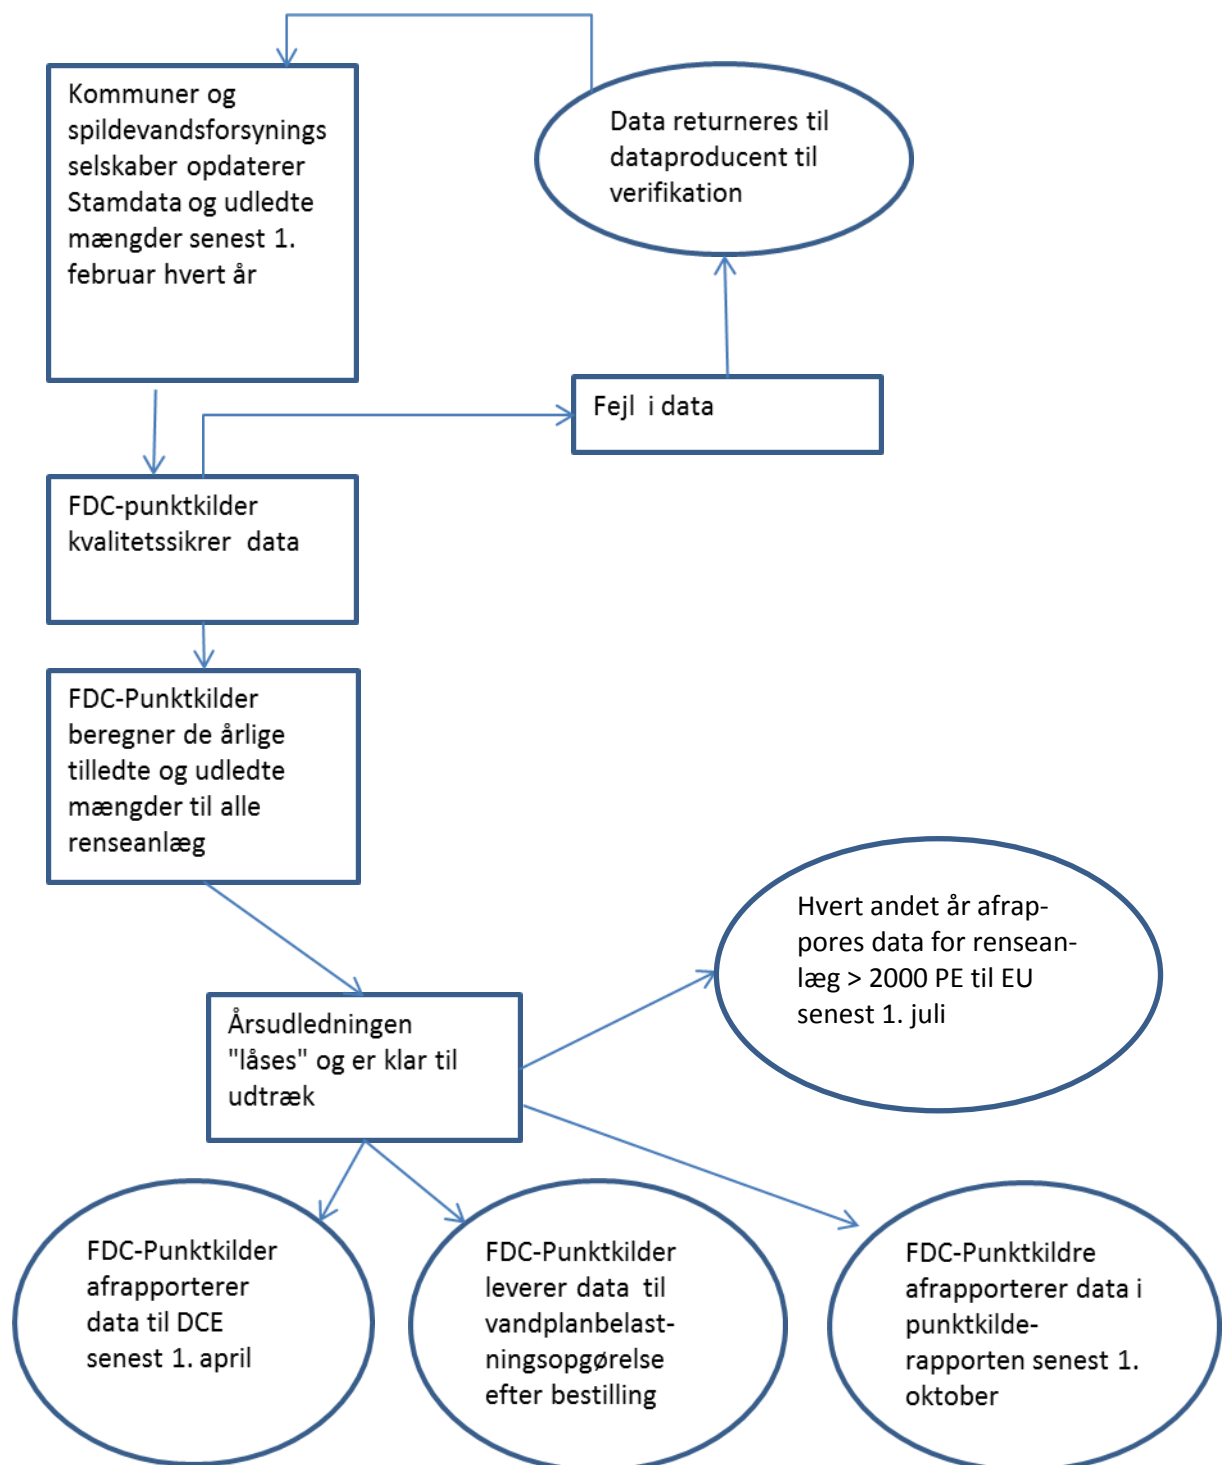 Kommuner og
spildevandsforsynings
selskaber opdaterer
Stamdata og udledte
mængder senest 1.
februar hvert år
Data returneres til
dataproducent til
verifikation
Fejl i data
FDC-punktkilder
kvalitetssikrer data
FDC-Punktkilder
beregner de årlige
tilledte og udledte
mængder til alle
renseanlæg
Hvert andet år afrap-
pores data for rensean-
læg > 2000 PE til EU
senest 1. juli
Årsudledningen
"låses" og er klar til
udtræk
FDC-Punktkilder
afrapporterer
data til DCE
senest 1. april
FDC-Punktkilder
leverer data til
vandplanbelast-
ningsopgørelse
efter bestilling
FDC-Punktkildre
afrapporterer data i
punktkilde-
rapporten senest 1.
oktober